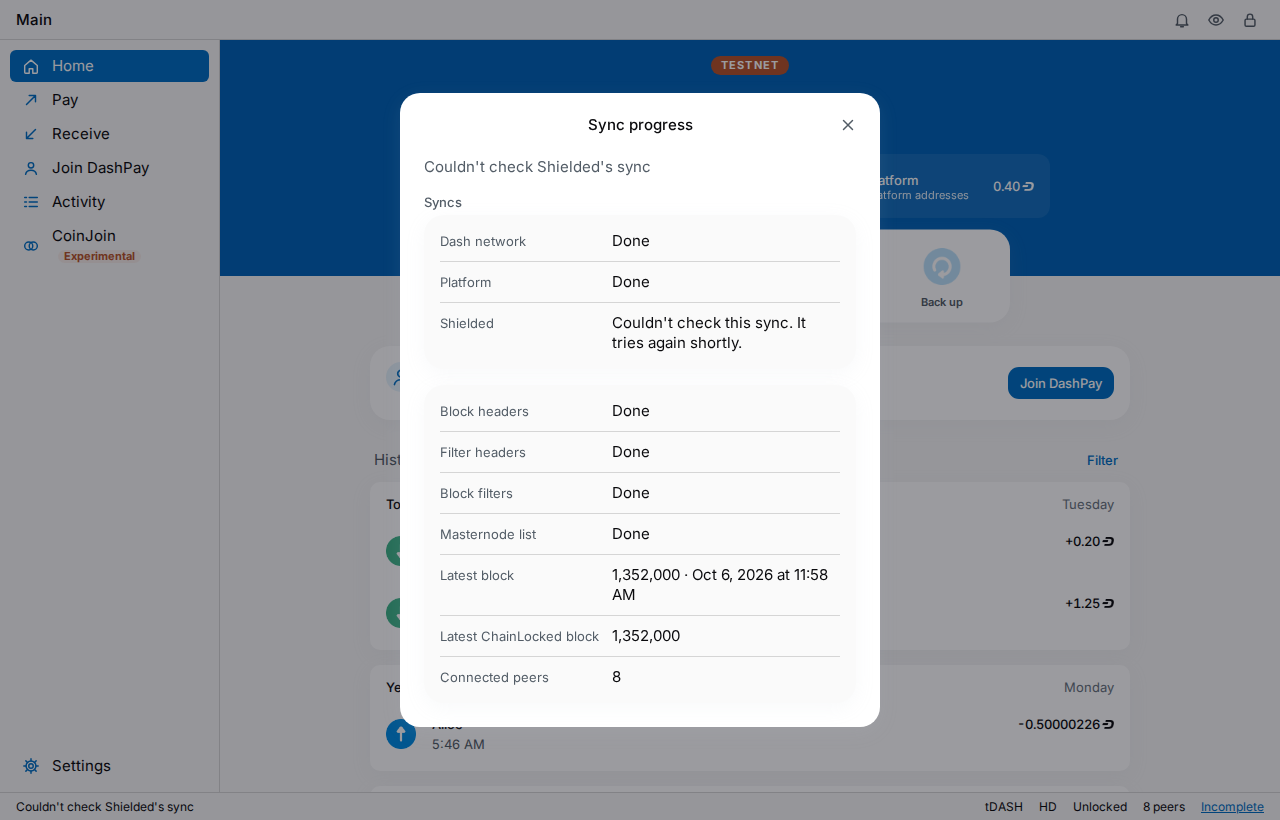 Main
Home
Pay
Receive
Join DashPay
Activity
CoinJoin
Experimental
Settings
TESTNET
atform
atform addresses
0.40
Back up
Join DashPay
Hist
Filter
To
Tuesday
+0.20
+1.25
Ye
Monday
-0.50000226
5:46 AM
Sync progress
Couldn't check Shielded's sync
Syncs
Dash network Done
Platform Done
Shielded Couldn't check this sync. It
tries again shortly.
Block headers Done
Filter headers Done
Block filters Done
Masternode list Done
Latest block 1,352,000 · Oct 6, 2026 at 11:58
AM
Latest ChainLocked block 1,352,000
Connected peers 8
Couldn't check Shielded's sync
tDASH HD Unlocked 8 peers Incomplete